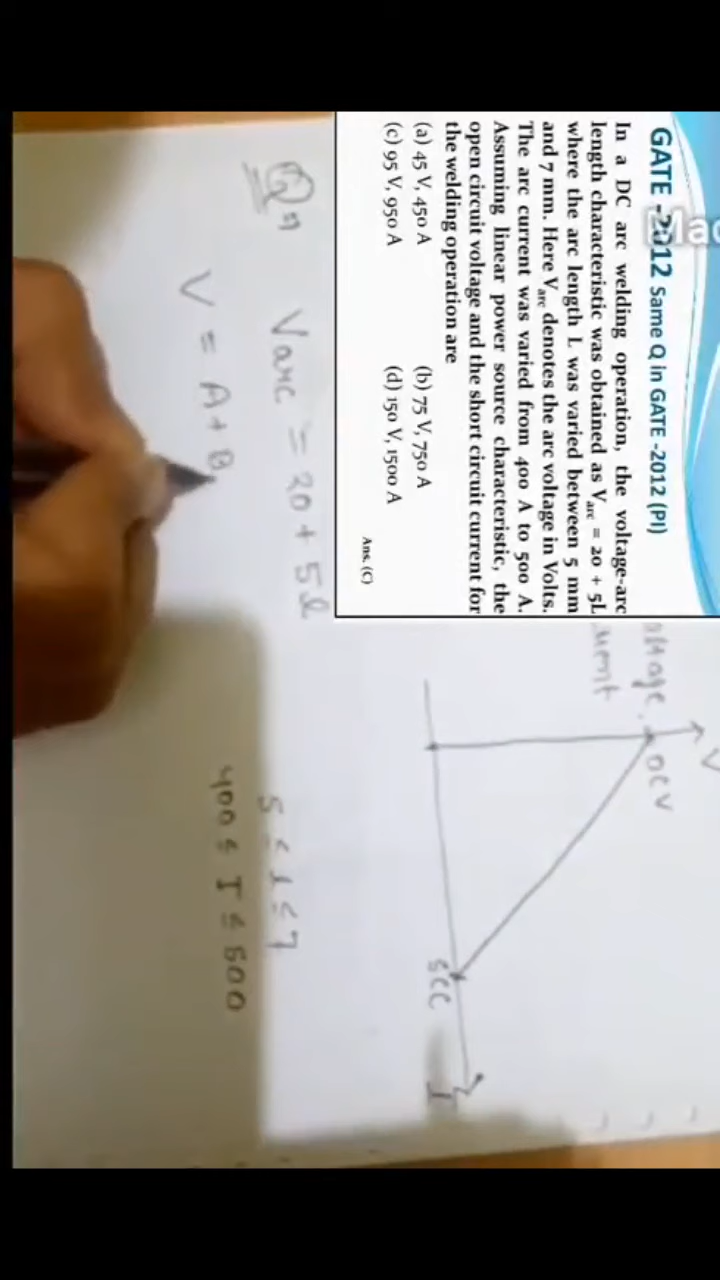 GATE -2012 Same Q in GATE -2012 (PI)
In a DC arc welding operation, the voltage-arc
length characteristic was obtained as Varc = 20 + 5L
where the arc length L was varied between 5 mm
and 7 mm. Here Varc denotes the arc voltage in Volts.
The arc current was varied from 400 A to 500 A.
Assuming linear power source characteristic, the
open circuit voltage and the short circuit current for
the welding operation are
(a) 45 V, 450 A (b) 75 V, 750 A
(c) 95 V, 950 A (d) 150 V, 1500 A
Ans. (C)
V
OCV
SCC
I
Q⇒
Varc = 20 + 5l
5 ≤ l ≤ 7
V = A + B
400 ≤ I ≤ 500